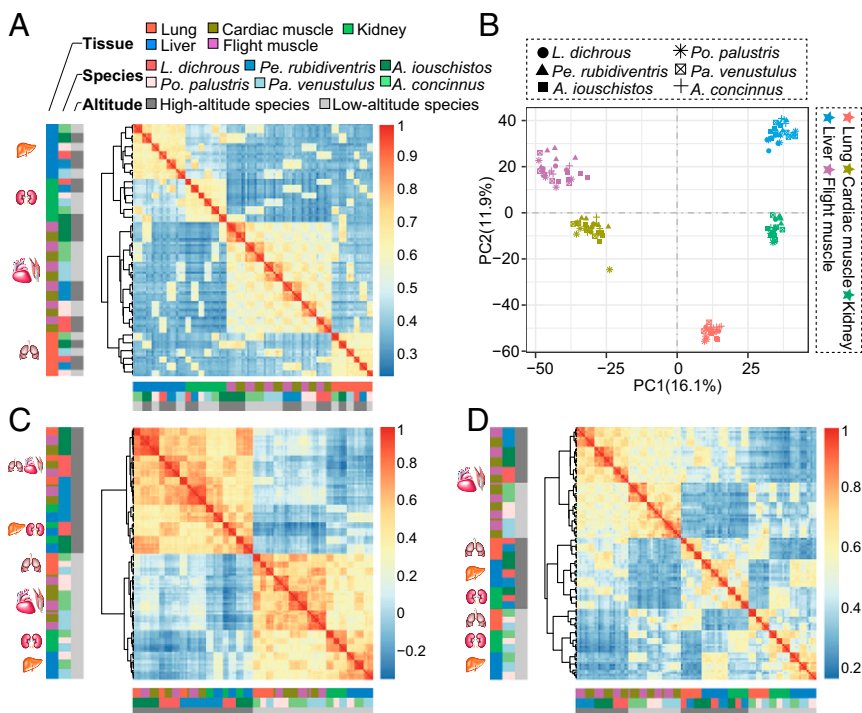 A
Tissue
Lung
Cardiac muscle
Kidney
Liver
Flight muscle
Species
L. dichrous
Pe. rubidiventris
A. iouschistos
Po. palustris
Pa. venustulus
A. concinnus
Altitude
High-altitude species
Low-altitude species
1
0.9
0.8
0.7
0.6
0.5
0.4
0.3
B
L. dichrous
Po. palustris
Pe. rubidiventris
Pa. venustulus
A. iouschistos
A. concinnus
40
20
0
−20
−40
−60
PC2(11.9%)
−50
−25
0
25
PC1(16.1%)
Lung
Cardiac muscle
Kidney
Liver
Flight muscle
C
1
0.8
0.6
0.4
0.2
0
−0.2
D
1
0.8
0.6
0.4
0.2